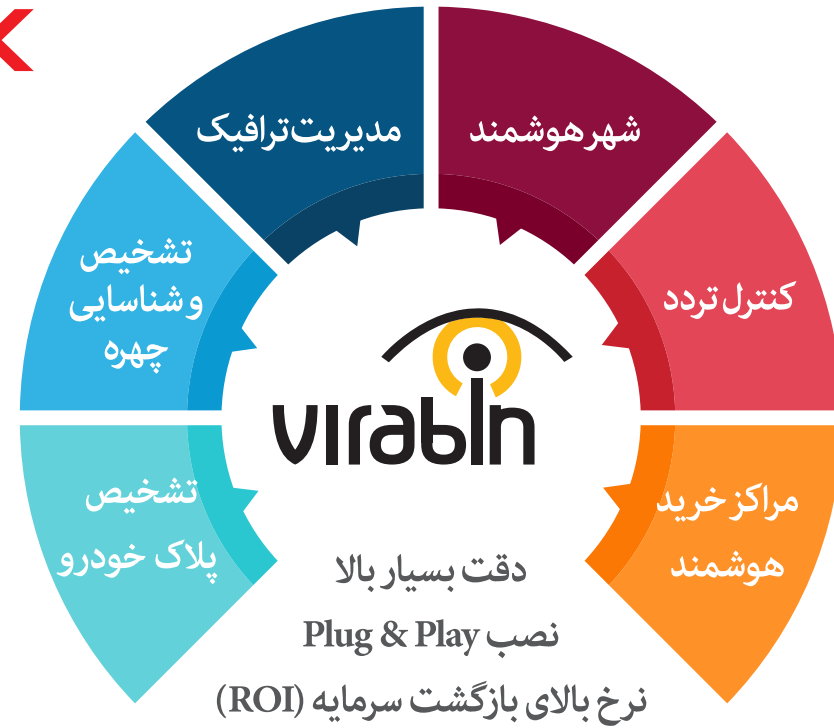 شهر هوشمند
مدیریت ترافیک
کنترل تردد
تشخیص
و شناسایی
چهره
virabin
مراکز خرید
هوشمند
تشخیص
پلاک خودرو
دقت بسیار بالا
نصب Plug & Play
نرخ بالای بازگشت سرمایه (ROI)